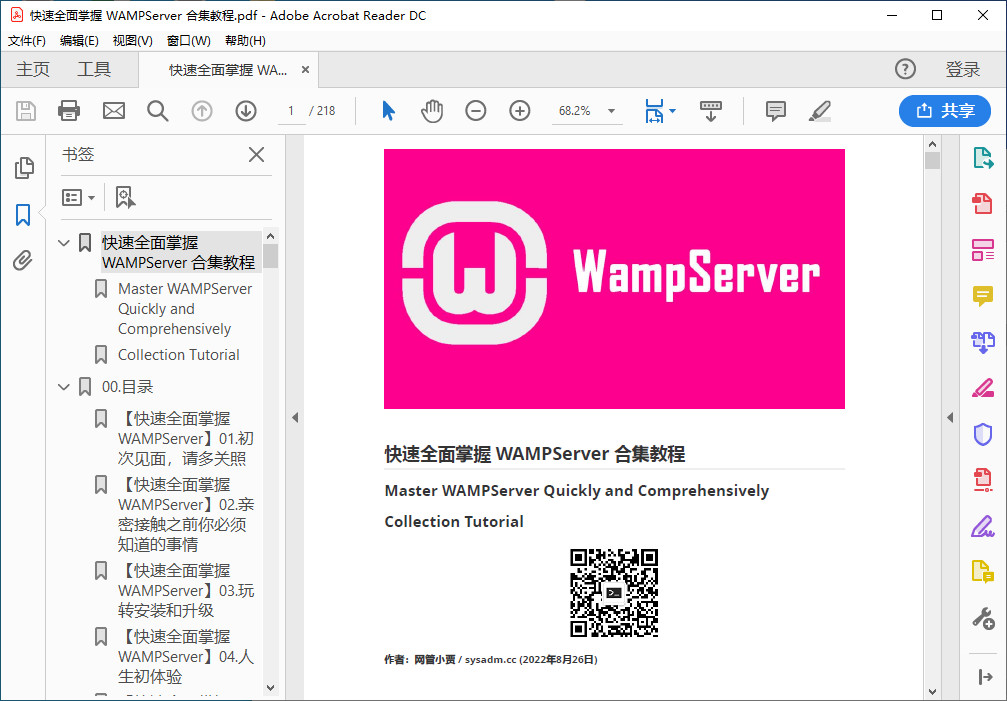 快速全面掌握 WAMPServer 合集教程.pdf - Adobe Acrobat Reader DC
文件(F) 编辑(E) 视图(V) 窗口(W) 帮助(H)
主页 工具 快速全面掌握 WA... × ? 登录
1 / 218 68.2% 共享
书签
快速全面掌握
WAMPServer 合集教程
Master WAMPServer
Quickly and
Comprehensively
Collection Tutorial
00.目录
【快速全面掌握
WAMPServer】01.初
次见面，请多关照
【快速全面掌握
WAMPServer】02.亲
密接触之前你必须
知道的事情
【快速全面掌握
WAMPServer】03.玩
转安装和升级
【快速全面掌握
WAMPServer】04.人
生初体验
W WampServer
快速全面掌握 WAMPServer 合集教程
Master WAMPServer Quickly and Comprehensively
Collection Tutorial
作者：网管小贾 / sysadm.cc (2022年8月26日)